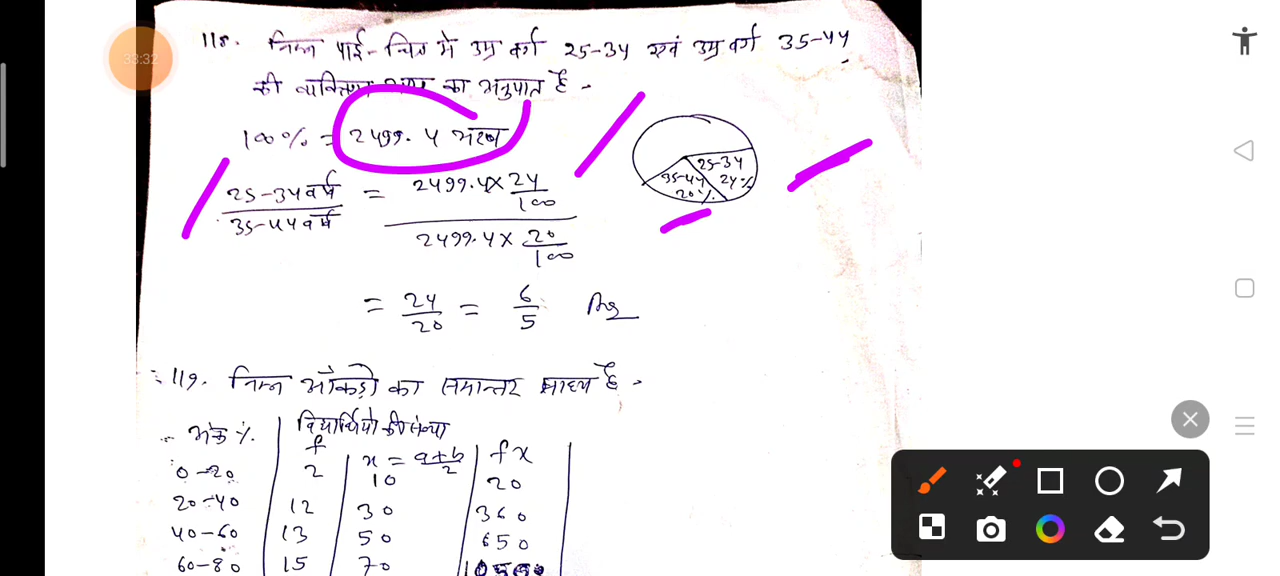 33:32
118. निम्न पाई-चित्र मे उम्र वर्ग 25-34 एवं उम्र वर्ग 35-44
की का अनुपात है -
100% = 2499.4 अरब
25-34 वर्ष / 35-44 वर्ष = 2499.4 × 24/100 / 2499.4 × 20/100
25-34
24%
35-44
20%
= 24/20 = 6/5 Ans
119. निम्न आँकड़ो का समान्तर माध्य है -
अंक % | विद्यार्थियो की संख्या
f | x = a+b/2 | fx
0-20 | 2 | 10 | 20
20-40 | 12 | 30 | 360
40-60 | 13 | 50 | 650
60-80 | 15 | 70